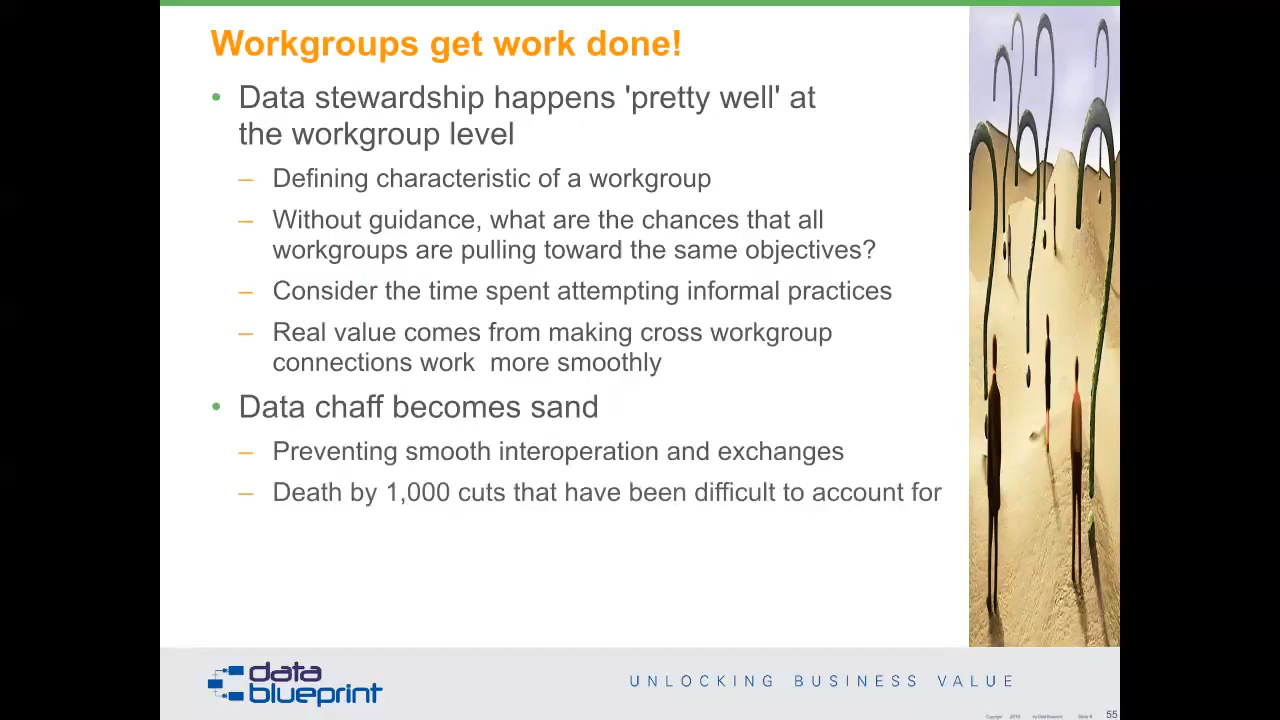 Workgroups get work done!
• Data stewardship happens 'pretty well' at
the workgroup level
– Defining characteristic of a workgroup
– Without guidance, what are the chances that all
workgroups are pulling toward the same objectives?
– Consider the time spent attempting informal practices
– Real value comes from making cross workgroup
connections work  more smoothly
• Data chaff becomes sand
– Preventing smooth interoperation and exchanges
– Death by 1,000 cuts that have been difficult to account for
data
blueprint
UNLOCKING BUSINESS VALUE
55